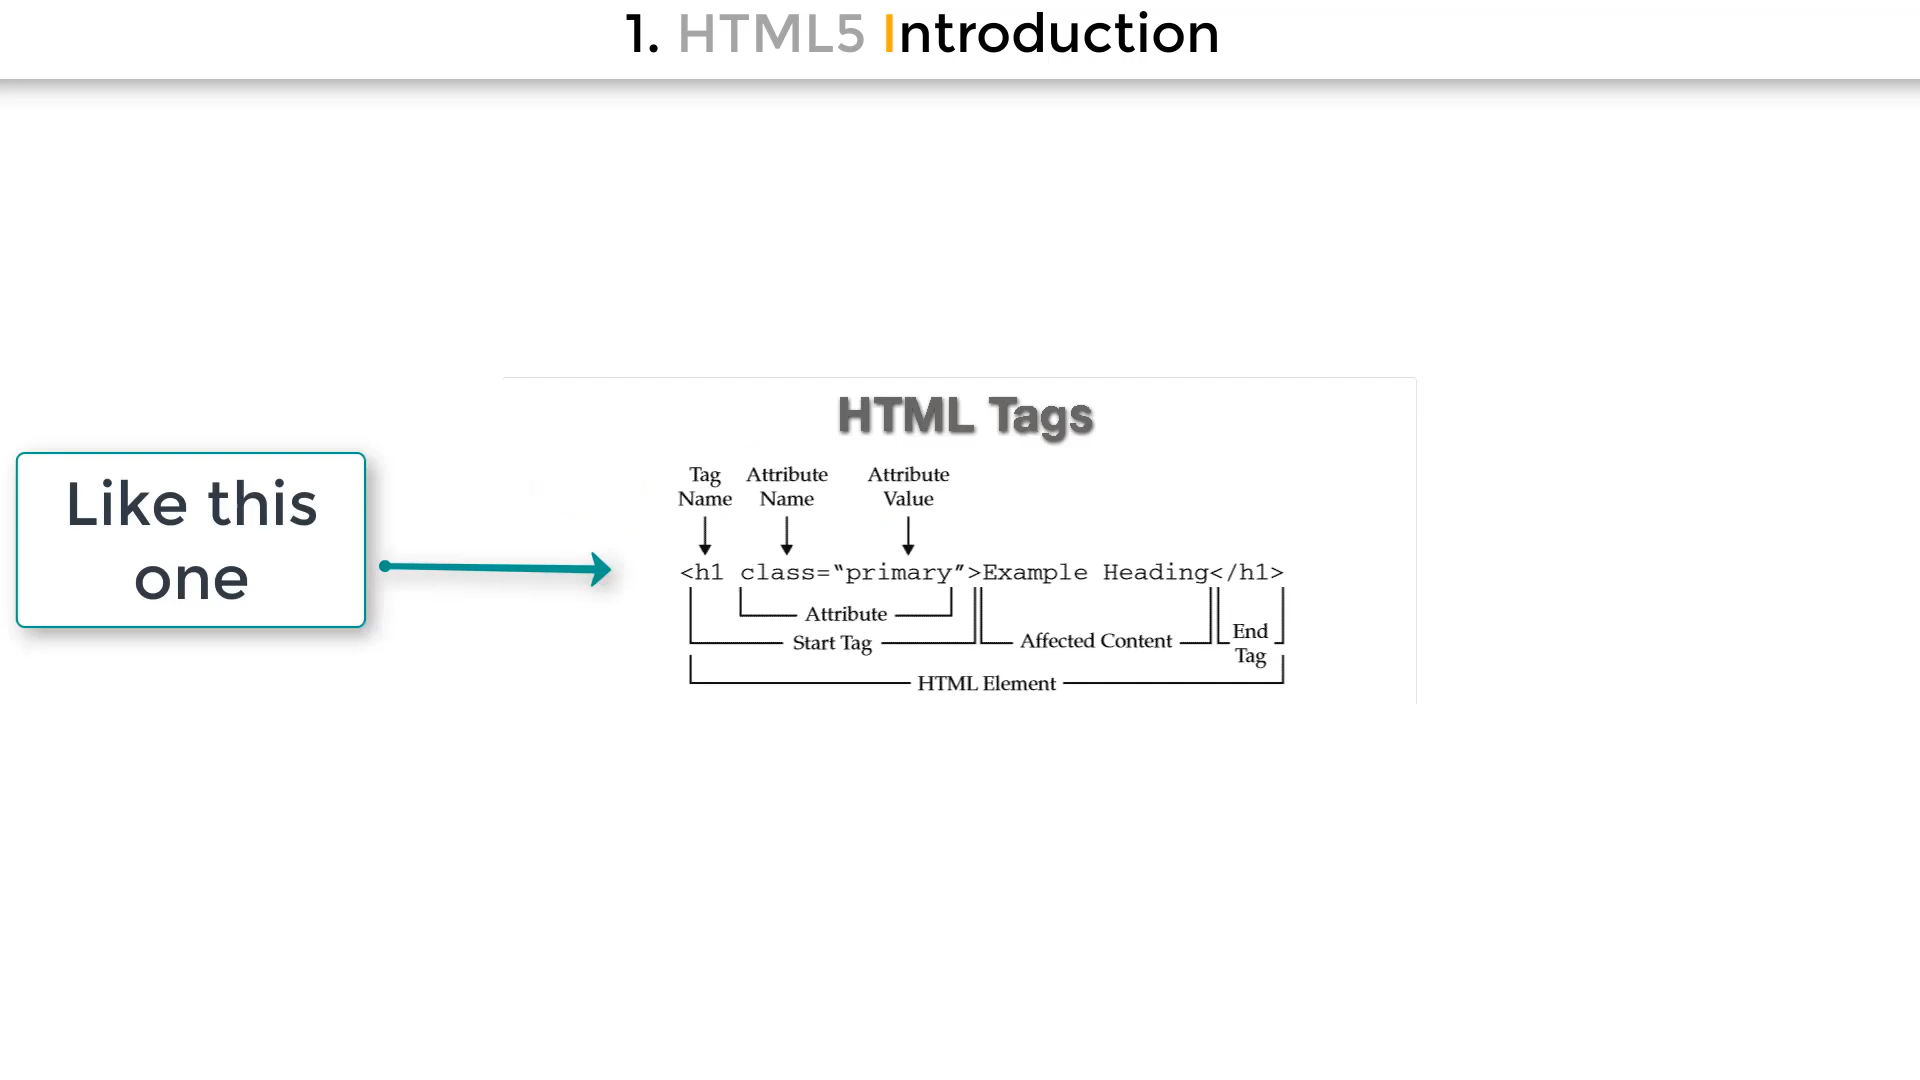 1. HTML5 Introduction
HTML Tags
Like this
one
Tag Attribute Attribute
Name Name Value
<h1 class=“primary”>Example Heading</h1>
Attribute
Start Tag Affected Content End
Tag
HTML Element